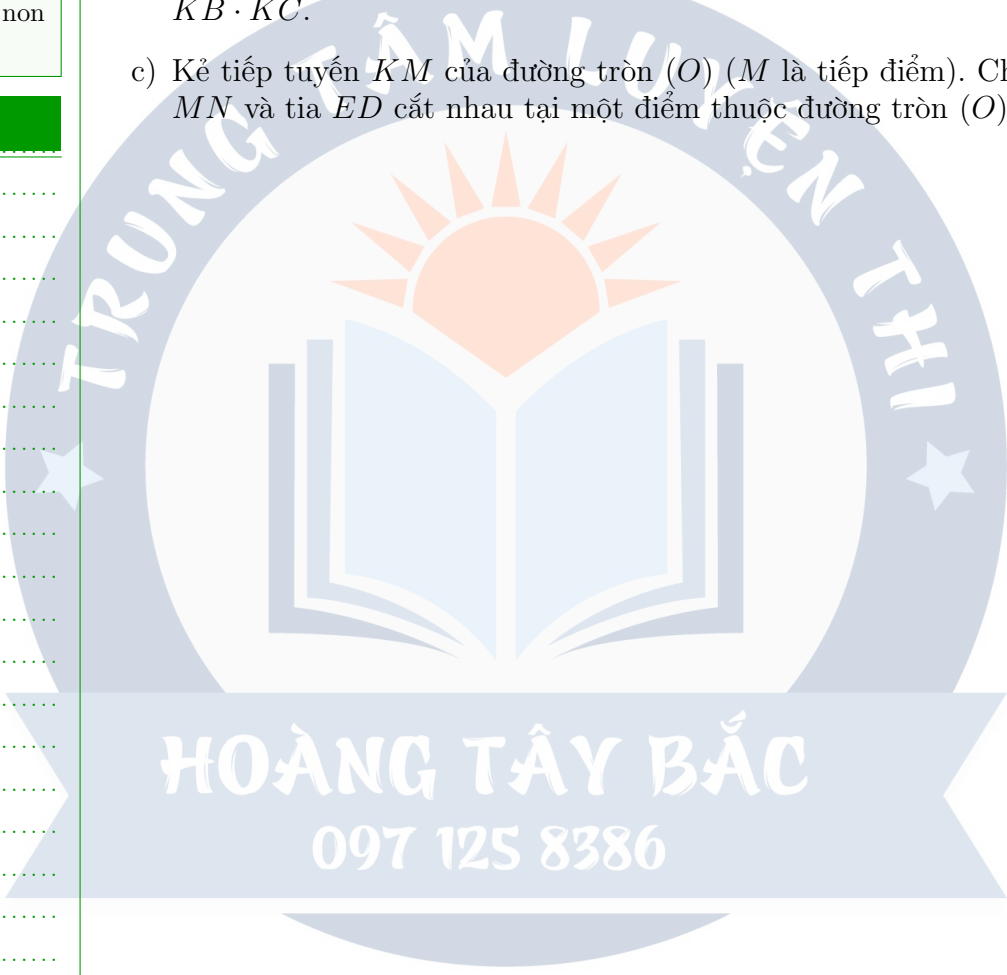 non
KB · KC.
c) Kẻ tiếp tuyến KM của đường tròn (O) (M là tiếp điểm). Ch
MN và tia ED cắt nhau tại một điểm thuộc đường tròn (O)
TRUNG TÂM LUYỆN THI
HOÀNG TÂY BẮC
097 125 8386